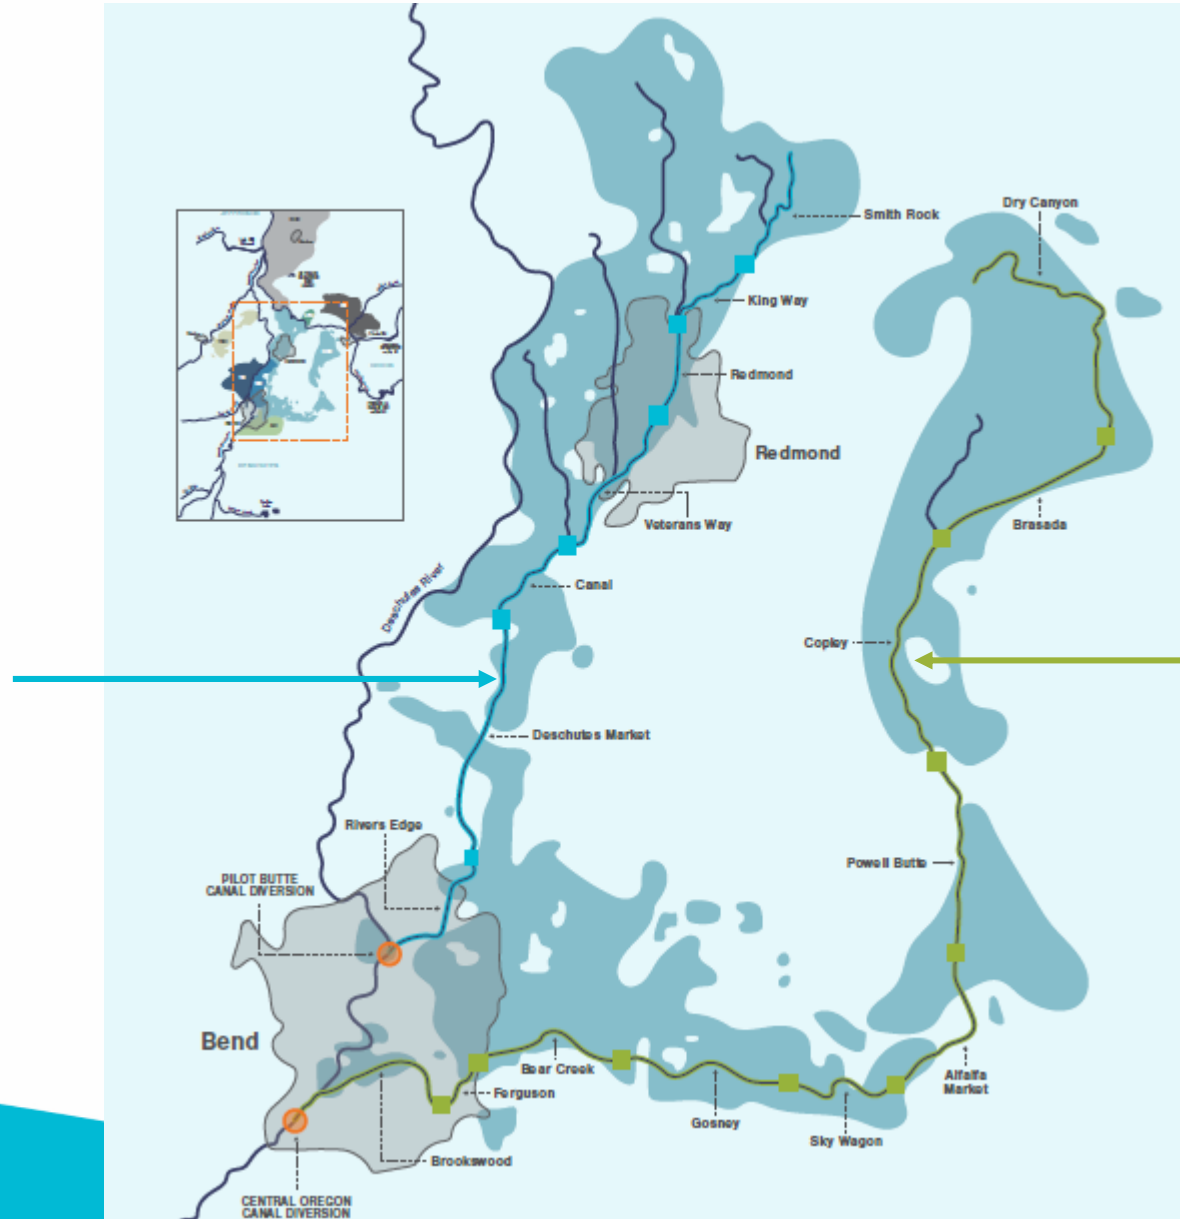 Smith Rock
Dry Canyon
King Way
Redmond
Redmond
Veterans Way
Brasada
Canal
Deschutes River
Copley
Deschutes Market
Rivers Edge
Powell Butte
PILOT BUTTE
CANAL DIVERSION
Bend
Bear Creek
Ferguson
Alfalfa
Market
Gosney
Sky Wagon
Brookswood
CENTRAL OREGON
CANAL DIVERSION